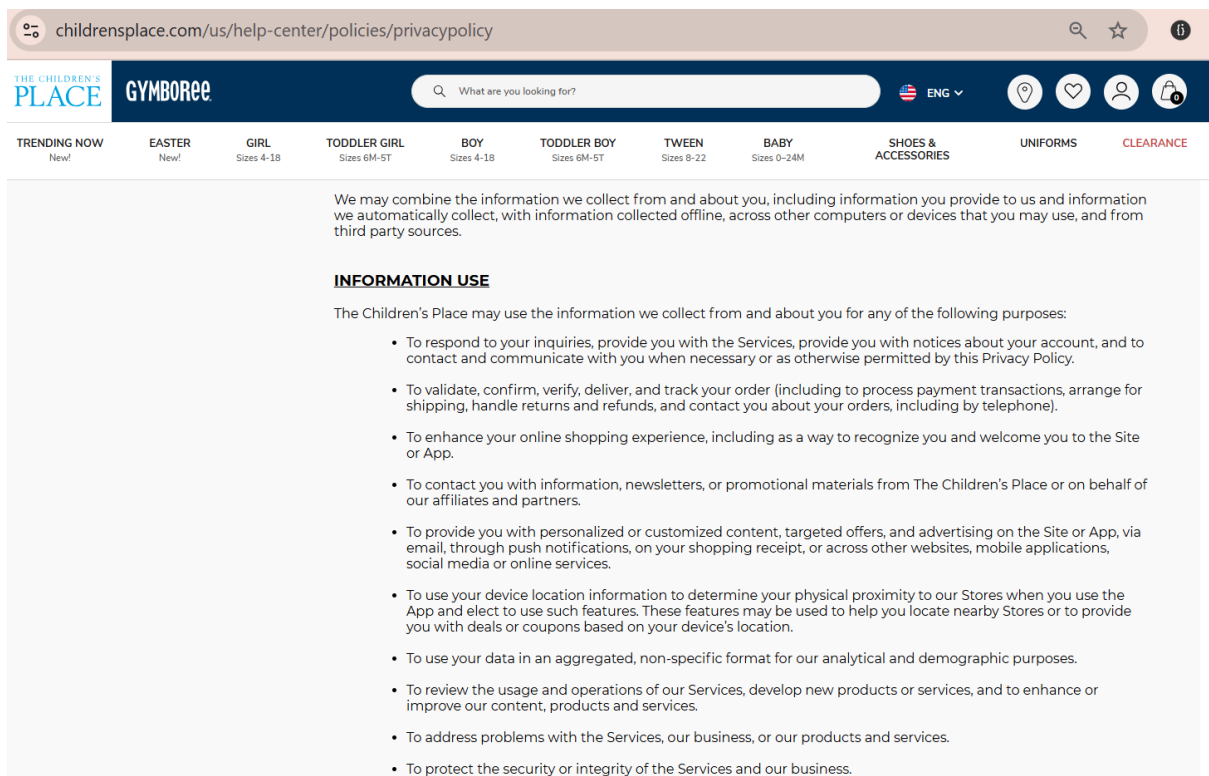 childrensplace.com/us/help-center/policies/privacypolicy
THE CHILDREN'S
PLACE
GYMBOREE
What are you looking for?
ENG
0
TRENDING NOW
New!
EASTER
New!
GIRL
Sizes 4-18
TODDLER GIRL
Sizes 6M-5T
BOY
Sizes 4-18
TODDLER BOY
Sizes 6M-5T
TWEEN
Sizes 8-22
BABY
Sizes 0–24M
SHOES &
ACCESSORIES
UNIFORMS
CLEARANCE
We may combine the information we collect from and about you, including information you provide to us and information
we automatically collect, with information collected offline, across other computers or devices that you may use, and from
third party sources.
INFORMATION USE
The Children's Place may use the information we collect from and about you for any of the following purposes:
• To respond to your inquiries, provide you with the Services, provide you with notices about your account, and to
contact and communicate with you when necessary or as otherwise permitted by this Privacy Policy.
• To validate, confirm, verify, deliver, and track your order (including to process payment transactions, arrange for
shipping, handle returns and refunds, and contact you about your orders, including by telephone).
• To enhance your online shopping experience, including as a way to recognize you and welcome you to the Site
or App.
• To contact you with information, newsletters, or promotional materials from The Children's Place or on behalf of
our affiliates and partners.
• To provide you with personalized or customized content, targeted offers, and advertising on the Site or App, via
email, through push notifications, on your shopping receipt, or across other websites, mobile applications,
social media or online services.
• To use your device location information to determine your physical proximity to our Stores when you use the
App and elect to use such features. These features may be used to help you locate nearby Stores or to provide
you with deals or coupons based on your device's location.
• To use your data in an aggregated, non-specific format for our analytical and demographic purposes.
• To review the usage and operations of our Services, develop new products or services, and to enhance or
improve our content, products and services.
• To address problems with the Services, our business, or our products and services.
• To protect the security or integrity of the Services and our business.